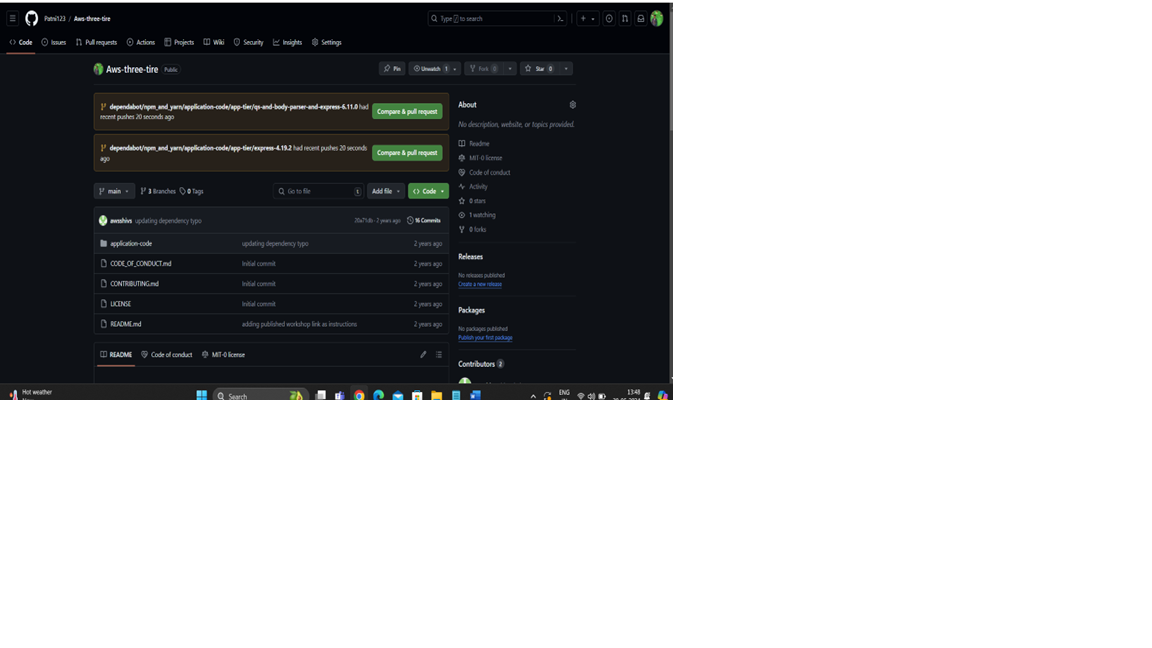 Patni123 / Aws-three-tire
Type / to search
Code Issues Pull requests Actions Projects Wiki Security Insights Settings
Aws-three-tire Public
Pin Unwatch 1 Fork 0 Star 0
dependabot/npm_and_yarn/application-code/app-tier/qs-and-body-parser-and-express-6.11.0 had
recent pushes 20 seconds ago
Compare & pull request
dependabot/npm_and_yarn/application-code/app-tier/express-4.19.2 had recent pushes 20 seconds
ago
Compare & pull request
main 3 Branches 0 Tags Go to file t Add file Code
awsshivs updating dependency typo 2 years ago 16 Commits
application-code updating dependency typo 2 years ago
CODE_OF_CONDUCT.md Initial commit 2 years ago
CONTRIBUTING.md Initial commit 2 years ago
LICENSE Initial commit 2 years ago
README.md adding published workshop link as instructions 2 years ago
README Code of conduct MIT-0 license
About
No description, website, or topics provided.
Readme
MIT-0 license
Code of conduct
Activity
0 stars
1 watching
0 forks
Releases
No releases published
Create a new release
Packages
No packages published
Publish your first package
Contributors 2
Hot weather
Search
ENG
13:48